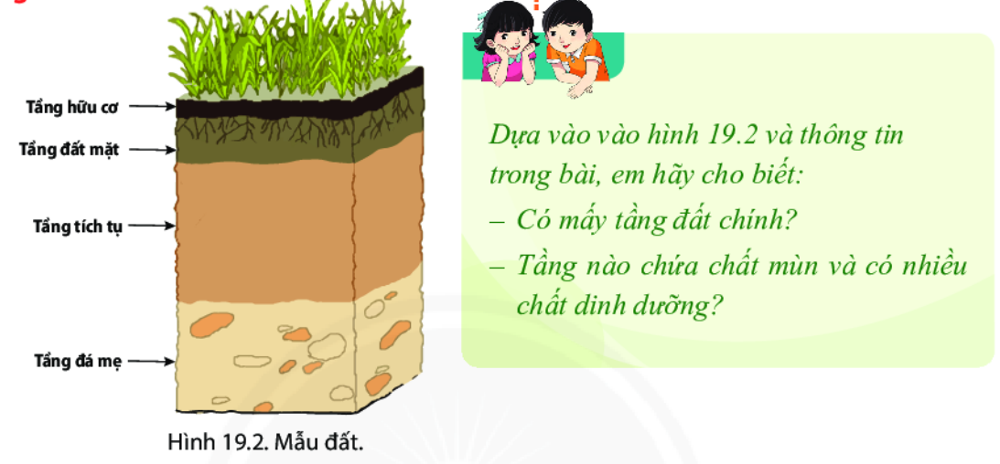 Tầng hữu cơ
Tầng đất mặt
Tầng tích tụ
Tầng đá mẹ
Hình 19.2. Mẫu đất.
Dựa vào vào hình 19.2 và thông tin
trong bài, em hãy cho biết:
– Có mấy tầng đất chính?
– Tầng nào chứa chất mùn và có nhiều
chất dinh dưỡng?